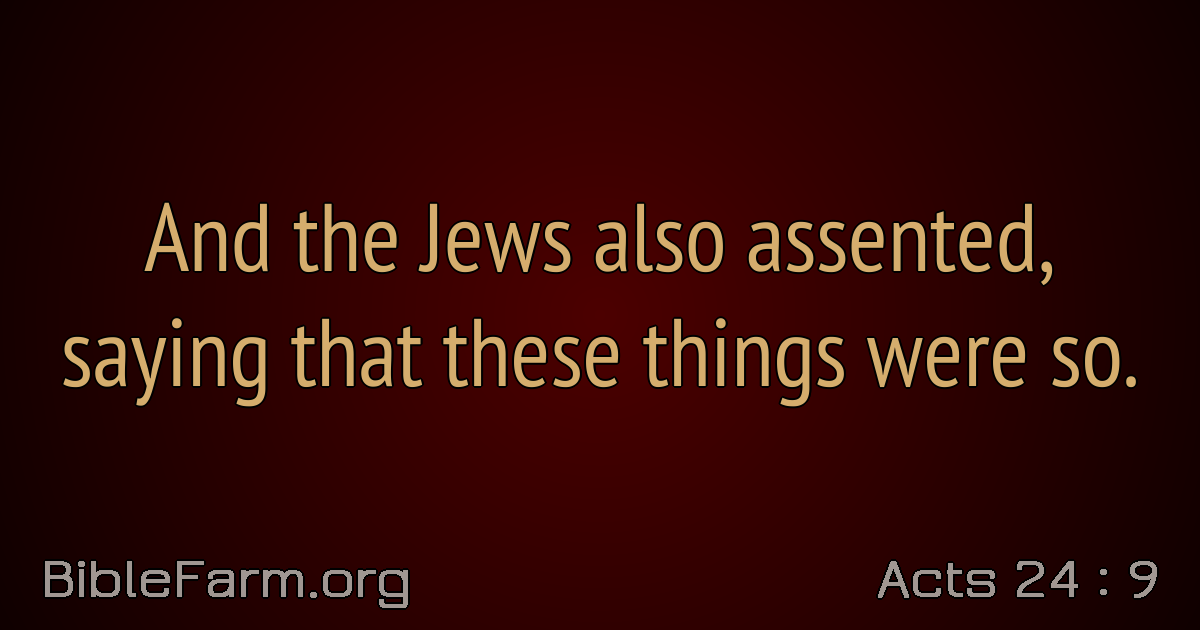 And the Jews also assented,
saying that these things were so.
BibleFarm.org
Acts 24 : 9